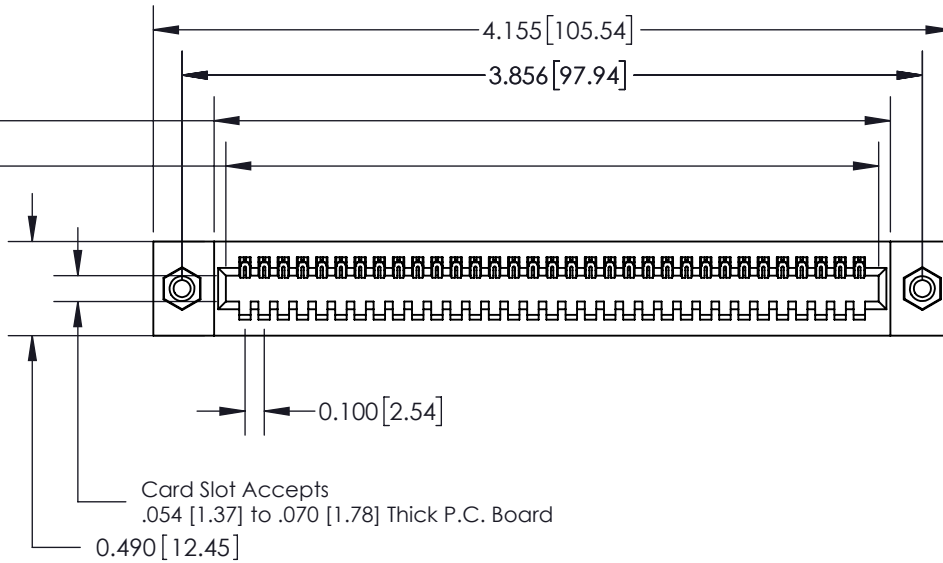 4.155[105.54]
3.856[97.94]
0.100[2.54]
Card Slot Accepts
.054 [1.37] to .070 [1.78] Thick P.C. Board
0.490[12.45]